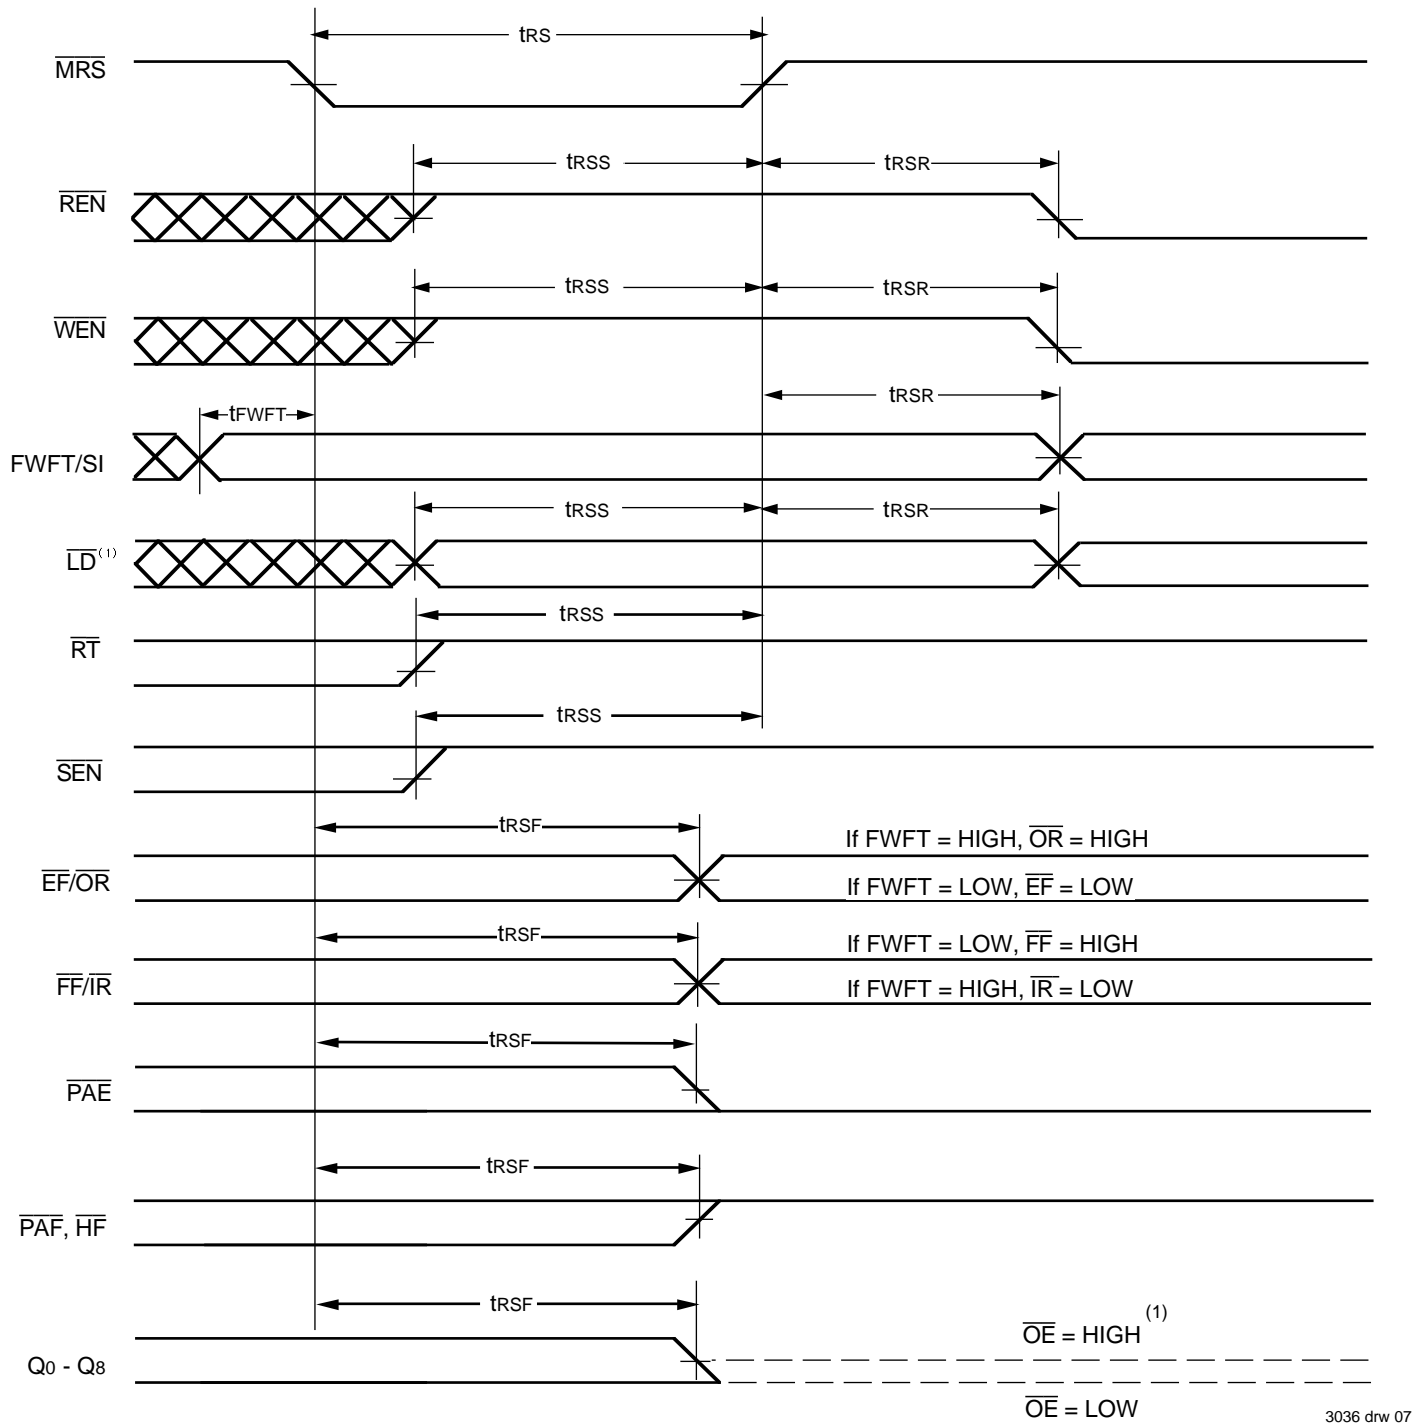 tRS
MRS
tRSS
tRSR
REN
tRSS
tRSR
WEN
tRSR
tFWFT
FWFT/SI
tRSS
tRSR
LD(1)
tRSS
RT
tRSS
SEN
tRSF
If FWFT = HIGH, OR = HIGH
EF/OR
If FWFT = LOW, EF = LOW
tRSF
If FWFT = LOW, FF = HIGH
FF/IR
If FWFT = HIGH, IR = LOW
tRSF
PAE
tRSF
PAF, HF
tRSF
OE = HIGH (1)
Q0 - Q8
OE = LOW
3036 drw 07